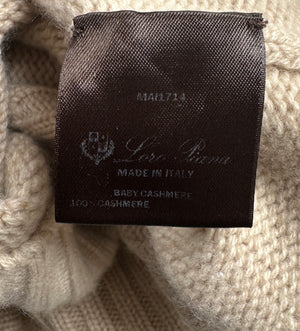 MAI1714
Loro Piana
MADE IN ITALY
BABY CASHMERE
100% CASHMERE